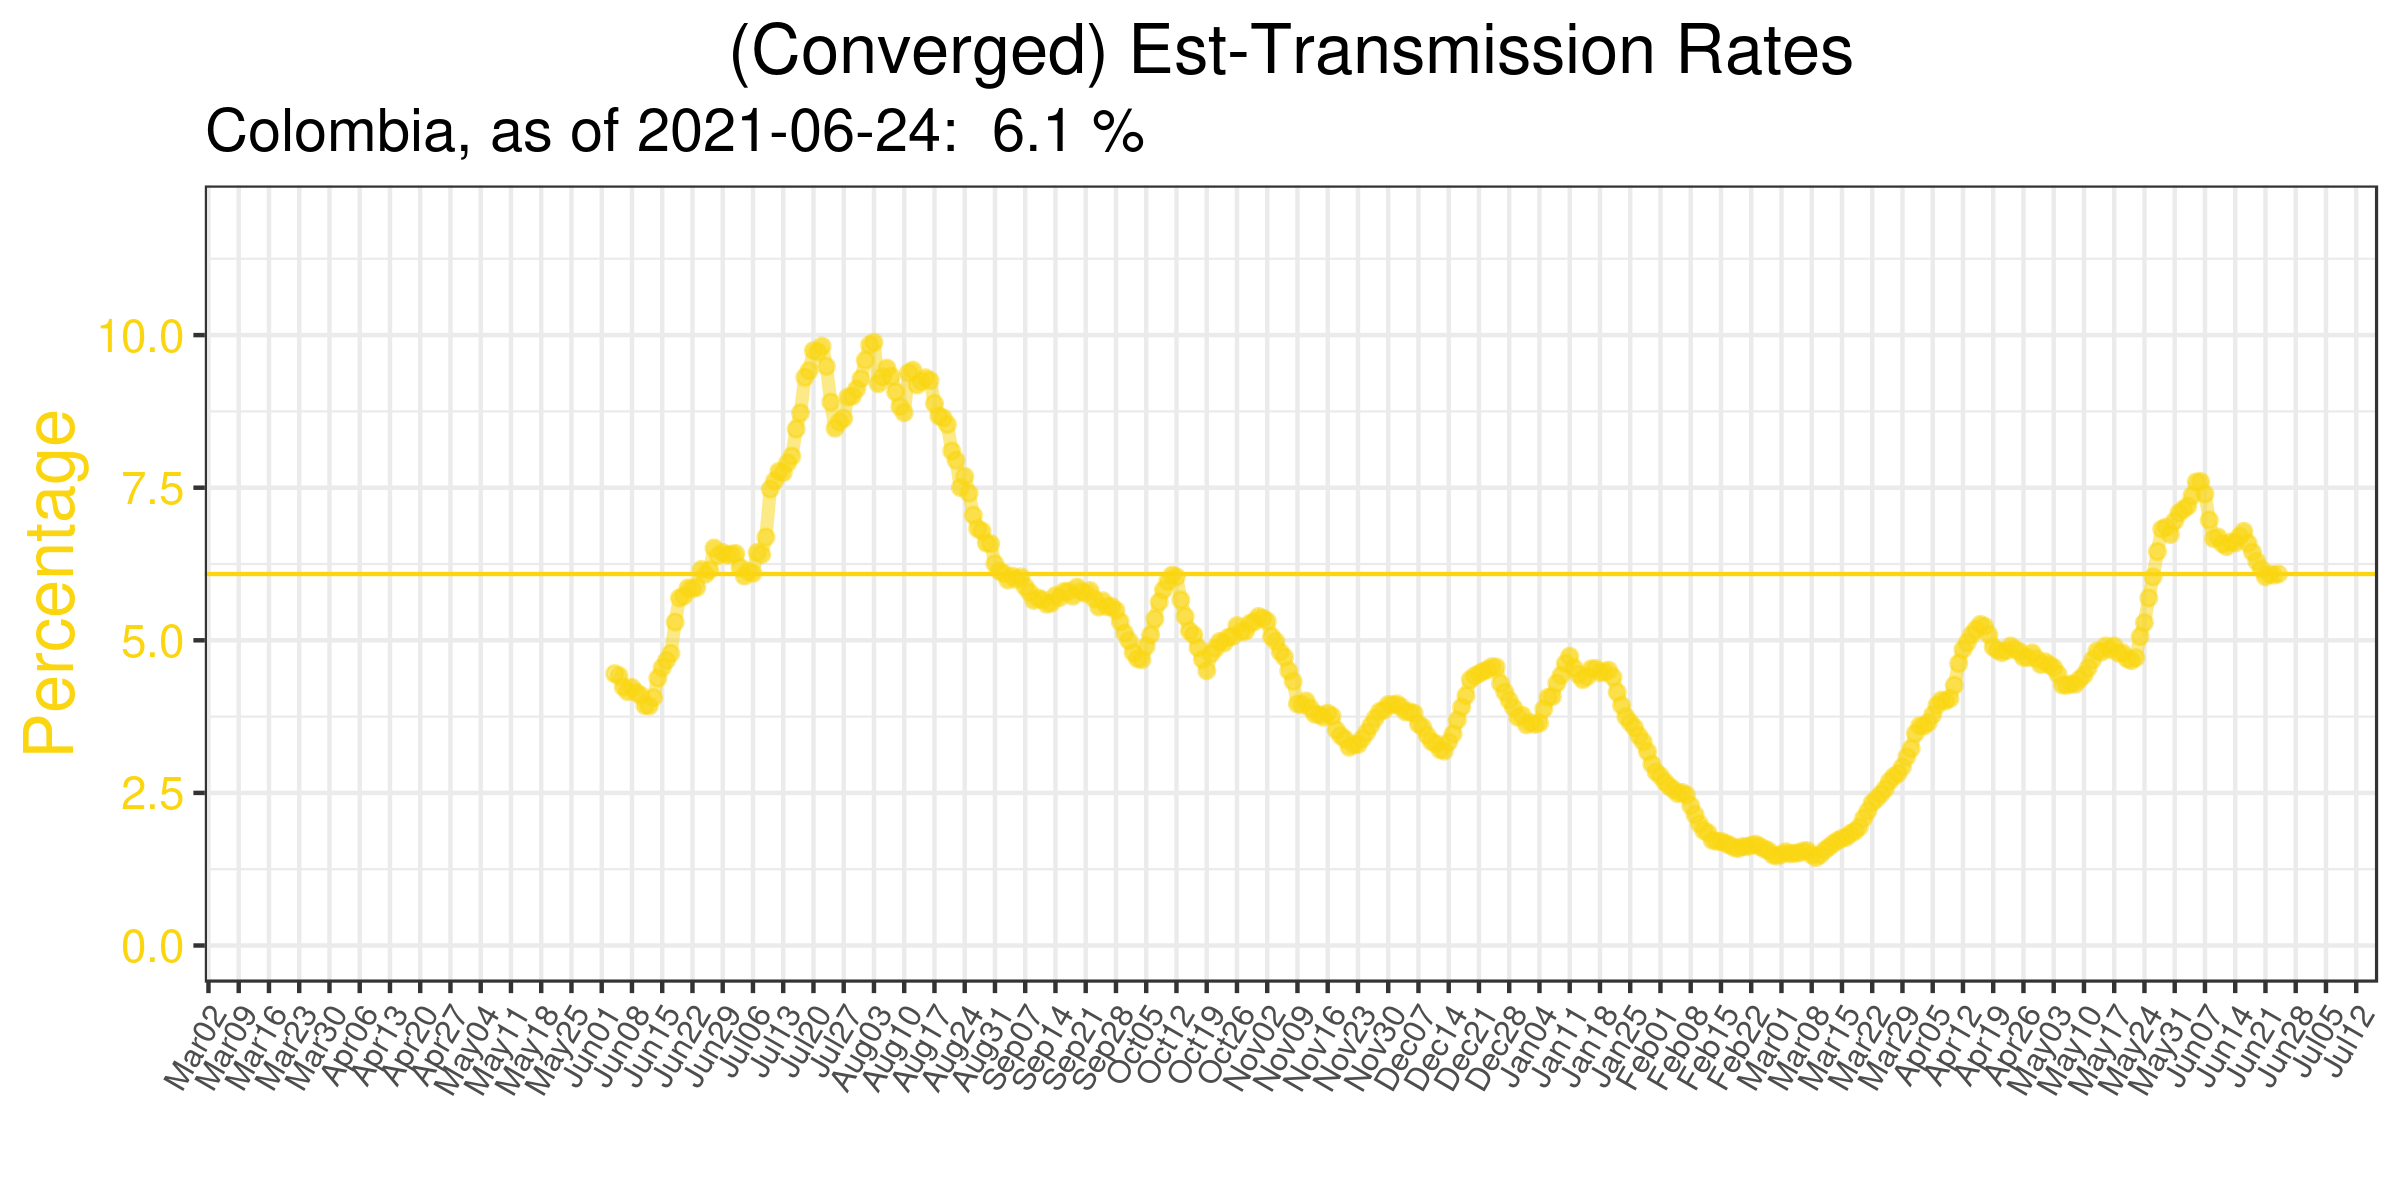 (Converged) Est-Transmission Rates
Colombia, as of 2021-06-24:  6.1 %
Percentage
10.0
7.5
5.0
2.5
0.0
Mar02
Mar09
Mar16
Mar23
Mar30
Apr06
Apr13
Apr20
Apr27
May04
May11
May18
May25
Jun01
Jun08
Jun15
Jun22
Jun29
Jul06
Jul13
Jul20
Jul27
Aug03
Aug10
Aug17
Aug24
Aug31
Sep07
Sep14
Sep21
Sep28
Oct05
Oct12
Oct19
Oct26
Nov02
Nov09
Nov16
Nov23
Nov30
Dec07
Dec14
Dec21
Dec28
Jan04
Jan11
Jan18
Jan25
Feb01
Feb08
Feb15
Feb22
Mar01
Mar08
Mar15
Mar22
Mar29
Apr05
Apr12
Apr19
Apr26
May03
May10
May17
May24
May31
Jun07
Jun14
Jun21
Jun28
Jul05
Jul12